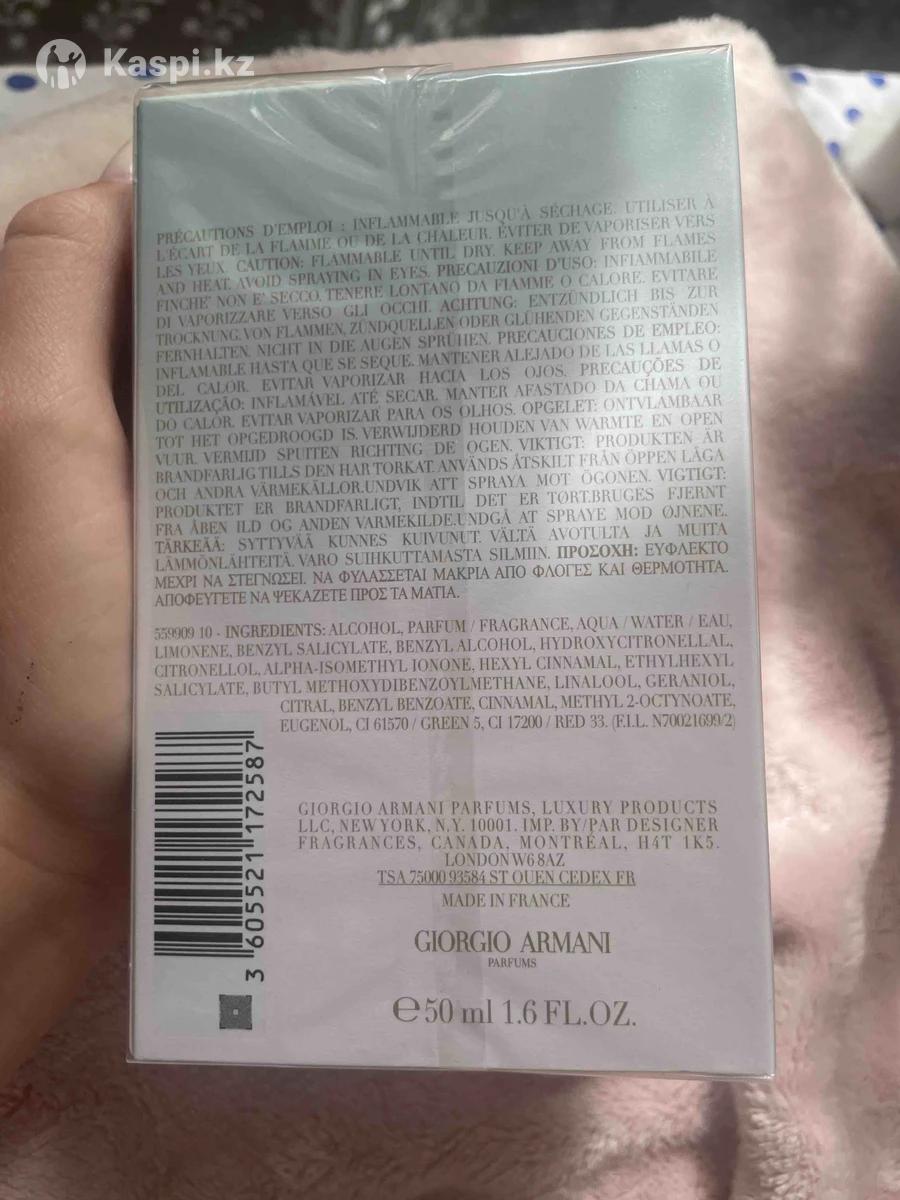 Kaspi.kz
PRÉCAUTIONS D'EMPLOI : INFLAMMABLE JUSQU'À SÉCHAGE. UTILISER À
L'ÉCART DE LA FLAMME OU DE LA CHALEUR. ÉVITER DE VAPORISER VERS
LES YEUX. CAUTION: FLAMMABLE UNTIL DRY. KEEP AWAY FROM FLAMES
AND HEAT. AVOID SPRAYING IN EYES. PRECAUZIONI D'USO: INFIAMMABILE
FINCHE' NON E' SECCO. TENERE LONTANO DA FIAMME O CALORE. EVITARE
DI VAPORIZZARE VERSO GLI OCCHI. ACHTUNG: ENTZÜNDLICH BIS ZUR
TROCKNUNG. VON FLAMMEN, ZÜNDQUELLEN ODER GLÜHENDEN GEGENSTÄNDEN
FERNHALTEN. NICHT IN DIE AUGEN SPRÜHEN. PRECAUCIONES DE EMPLEO:
INFLAMABLE HASTA QUE SE SEQUE. MANTENER ALEJADO DE LAS LLAMAS O
DEL CALOR. EVITAR VAPORIZAR HACIA LOS OJOS. PRECAUÇÕES DE
UTILIZAÇÃO: INFLAMÁVEL ATÉ SECAR. MANTER AFASTADO DA CHAMA OU
DO CALOR. EVITAR VAPORIZAR PARA OS OLHOS. OPGELET: ONTVLAMBAAR
TOT HET OPGEDROOGD IS. VERWIJDERD HOUDEN VAN WARMTE EN OPEN
VUUR. VERMIJD SPUITEN RICHTING DE OGEN. VIKTIGT: PRODUKTEN ÄR
BRANDFARLIG TILLS DEN HAR TORKAT. ANVÄNDS ÅTSKILT FRÅN ÖPPEN LÅGA
OCH ANDRA VÄRMEKÄLLOR.UNDVIK ATT SPRAYA MOT ÖGONEN. VIGTIGT:
PRODUKTET ER BRANDFARLIGT, INDTIL DET ER TØRT.BRUGES FJERNT
FRA ÅBEN ILD OG ANDEN VARMEKILDE.UNDGÅ AT SPRAYE MOD ØJNENE.
TÄRKEÄÄ: SYTTYVÄÄ KUNNES KUIVUNUT. VÄLTÄ AVOTULTA JA MUITA
LÄMMÖNLÄHTEITÄ. VARO SUIHKUTTAMASTA SILMIIN. ΠΡΟΣΟΧΗ: ΕΥΦΛΕΚΤΟ
ΜΕΧΡΙ ΝΑ ΣΤΕΓΝΩΣΕΙ. ΝΑ ΦΥΛΑΣΣΕΤΑΙ ΜΑΚΡΙΑ ΑΠΟ ΦΛΟΓΕΣ ΚΑΙ ΘΕΡΜΟΤΗΤΑ.
ΑΠΟΦΕΥΓΕΤΕ ΝΑ ΨΕΚΑΖΕΤΕ ΠΡΟΣ ΤΑ ΜΑΤΙΑ.
559909 10 - INGREDIENTS: ALCOHOL, PARFUM / FRAGRANCE, AQUA / WATER / EAU,
LIMONENE, BENZYL SALICYLATE, BENZYL ALCOHOL, HYDROXYCITRONELLAL,
CITRONELLOL, ALPHA-ISOMETHYL IONONE, HEXYL CINNAMAL, ETHYLHEXYL
SALICYLATE, BUTYL METHOXYDIBENZOYLMETHANE, LINALOOL, GERANIOL,
CITRAL, BENZYL BENZOATE, CINNAMAL, METHYL 2-OCTYNOATE,
EUGENOL, CI 61570 / GREEN 5, CI 17200 / RED 33. (F.I.L. N70021699/2)
3 605521 172587
GIORGIO ARMANI PARFUMS, LUXURY PRODUCTS
LLC, NEW YORK, N.Y. 10001. IMP. BY/PAR DESIGNER
FRAGRANCES, CANADA, MONTRÉAL, H4T 1K5.
LONDON W6 8AZ
TSA 75000 93584 ST OUEN CEDEX FR
MADE IN FRANCE
GIORGIO ARMANI
PARFUMS
℮50 ml 1.6 FL.OZ.